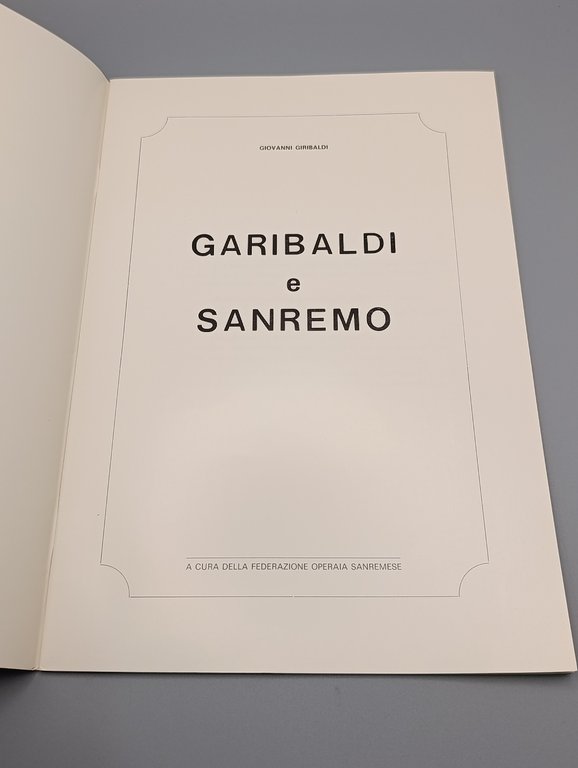 GIOVANNI GIRIBALDI
GARIBALDI
e
SANREMO
A CURA DELLA FEDERAZIONE OPERAIA SANREMESE